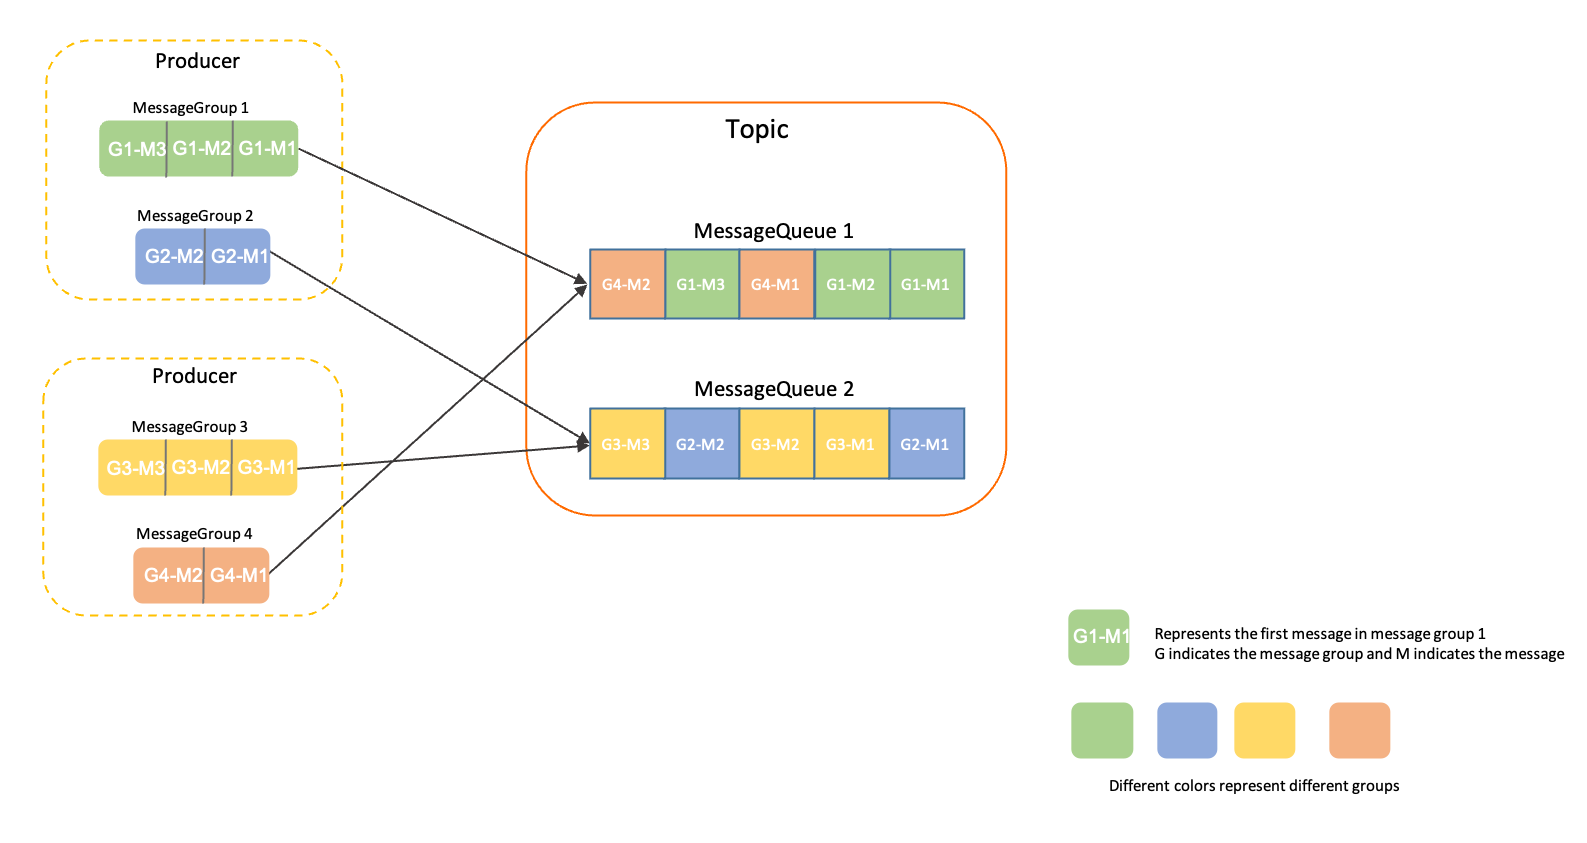 Producer
MessageGroup 1
G1-M3 G1-M2 G1-M1
MessageGroup 2
G2-M2 G2-M1
Producer
MessageGroup 3
G3-M3 G3-M2 G3-M1
MessageGroup 4
G4-M2 G4-M1
Topic
MessageQueue 1
G4-M2 G1-M3 G4-M1 G1-M2 G1-M1
MessageQueue 2
G3-M3 G2-M2 G3-M2 G3-M1 G2-M1
G1-M1
Represents the first message in message group 1
G indicates the message group and M indicates the message
Different colors represent different groups